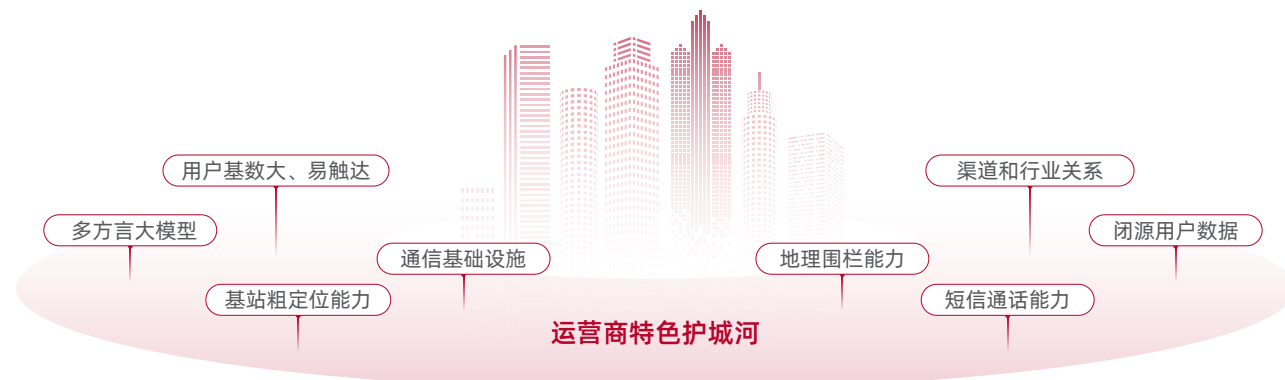 用户基数大、易触达
渠道和行业关系
多方言大模型
闭源用户数据
通信基础设施
地理围栏能力
基站粗定位能力
短信通话能力
运营商特色护城河